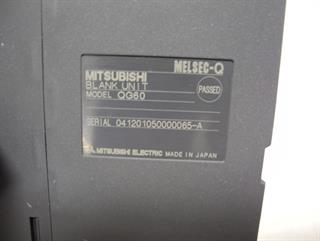 MELSEC-Q
MITSUBISHI
BLANK UNIT
MODEL QG60
PASSED
SERIAL 041201050000065-A
MITSUBISHI ELECTRIC MADE IN JAPAN